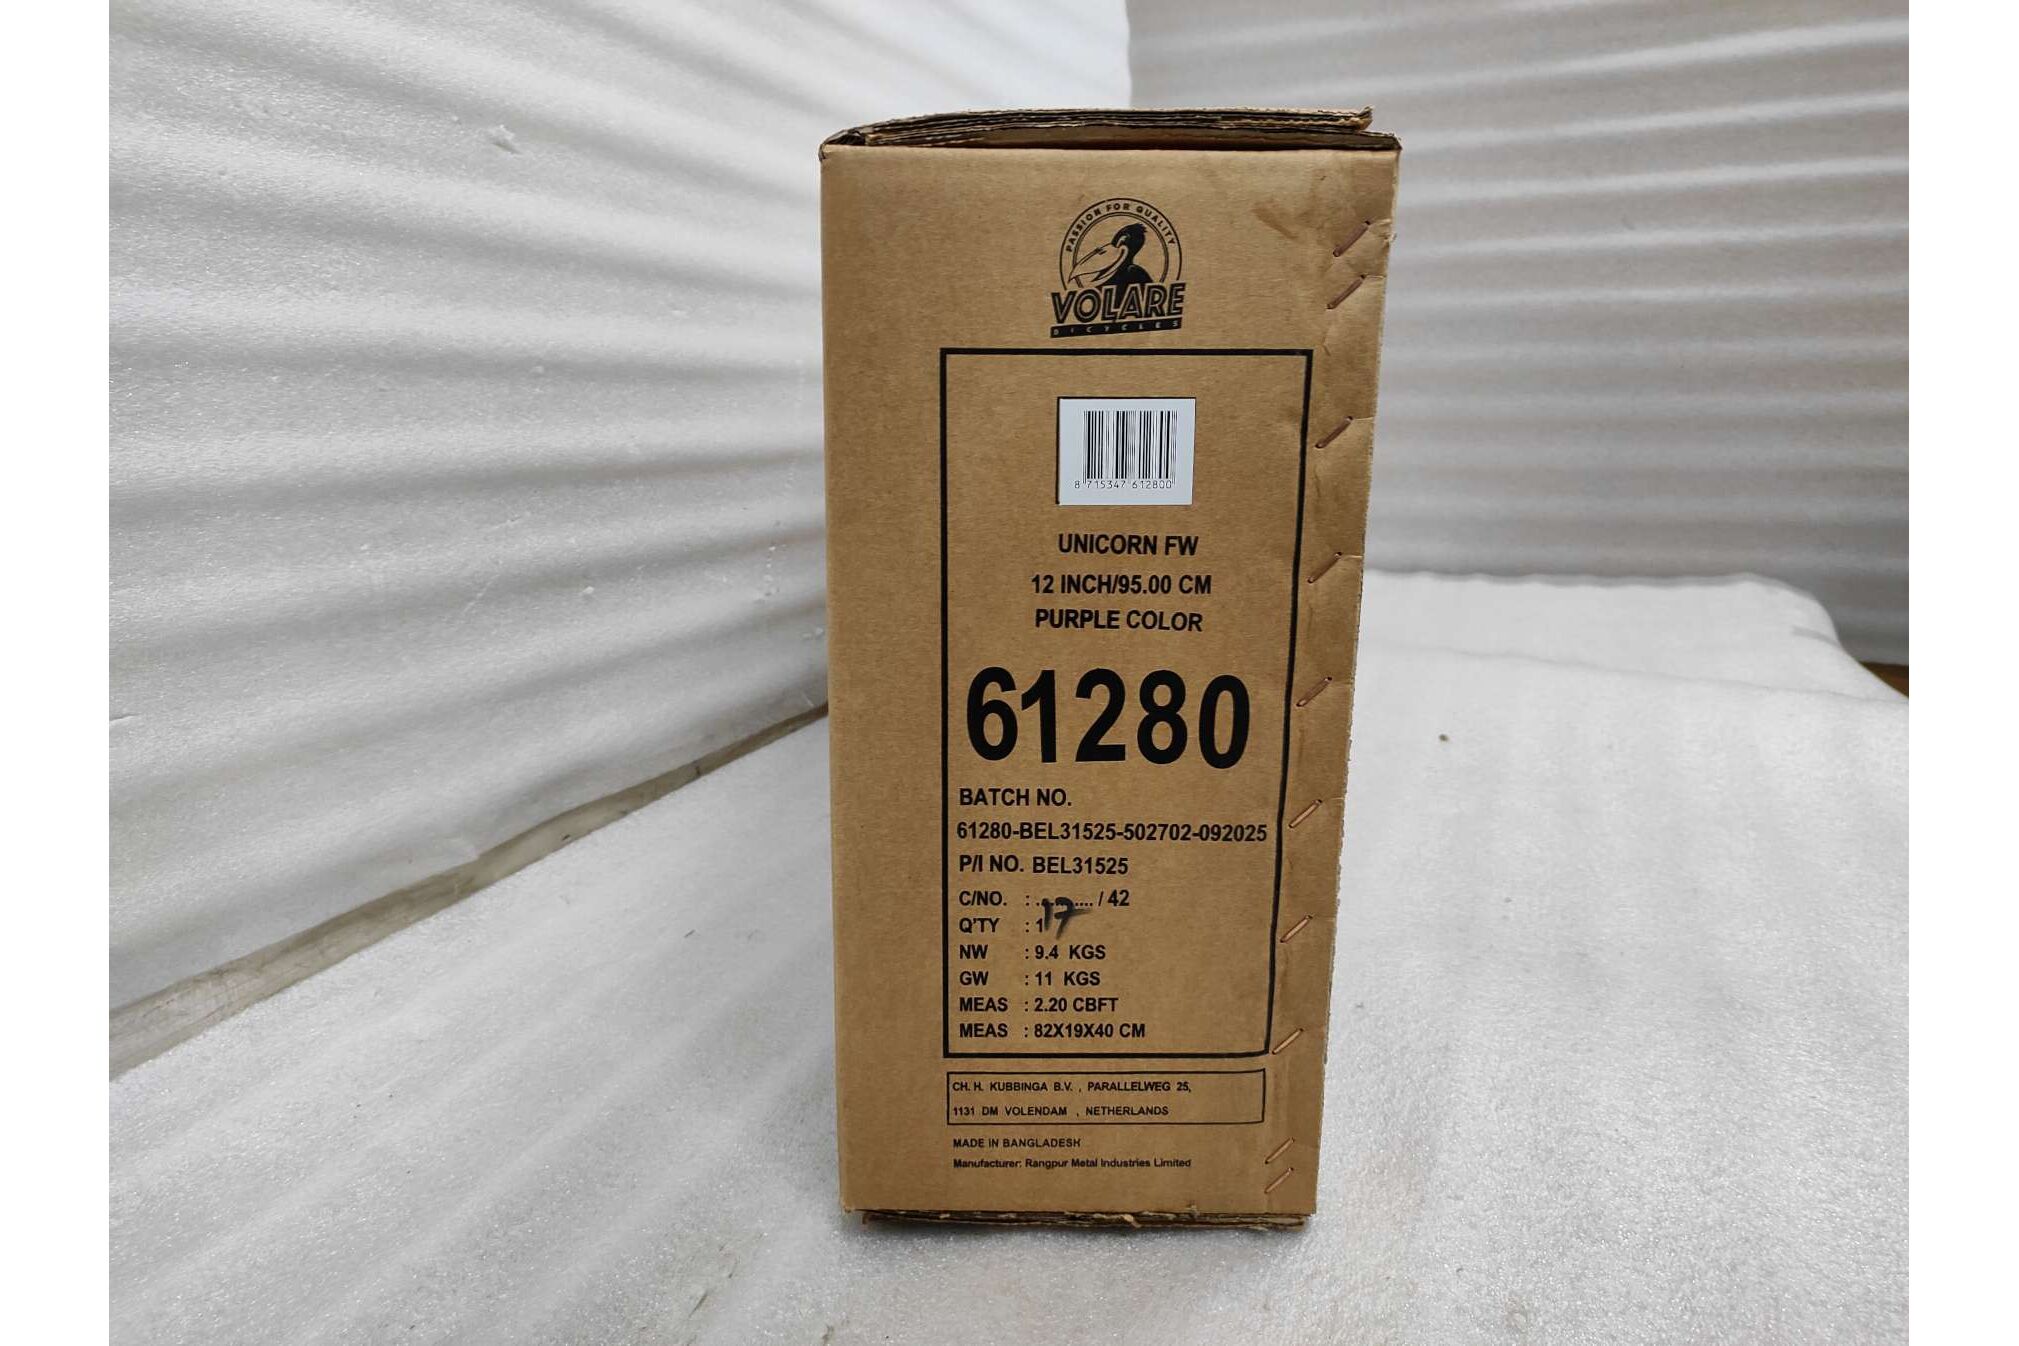 PASSION FOR QUALITY
VOLARE
BICYCLES
8 715347 612800
UNICORN FW
12 INCH/95.00 CM
PURPLE COLOR
61280
BATCH NO.
61280-BEL31525-502702-092025
P/I NO. BEL31525
C/NO. : ...17... / 42
Q'TY : 1
NW : 9.4 KGS
GW : 11 KGS
MEAS : 2.20 CBFT
MEAS : 82X19X40 CM
CH. H. KUBBINGA B.V. , PARALLELWEG 25,
1131 DM VOLENDAM , NETHERLANDS
MADE IN BANGLADESH
Manufacturer: Rangpur Metal Industries Limited